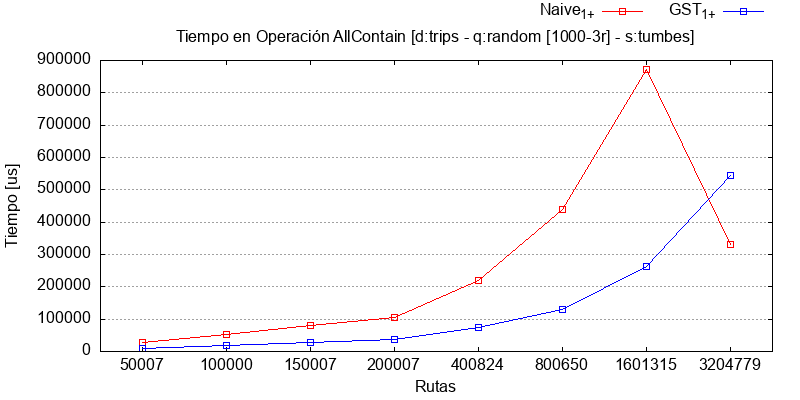 Naive1+ GST1+
Tiempo en Operación AllContain [d:trips - q:random [1000-3r] - s:tumbes]
900000
800000
700000
600000
500000
400000
300000
200000
100000
0
Tiempo [us]
50007 100000 150007 200007 400824 800650 1601315 3204779
Rutas